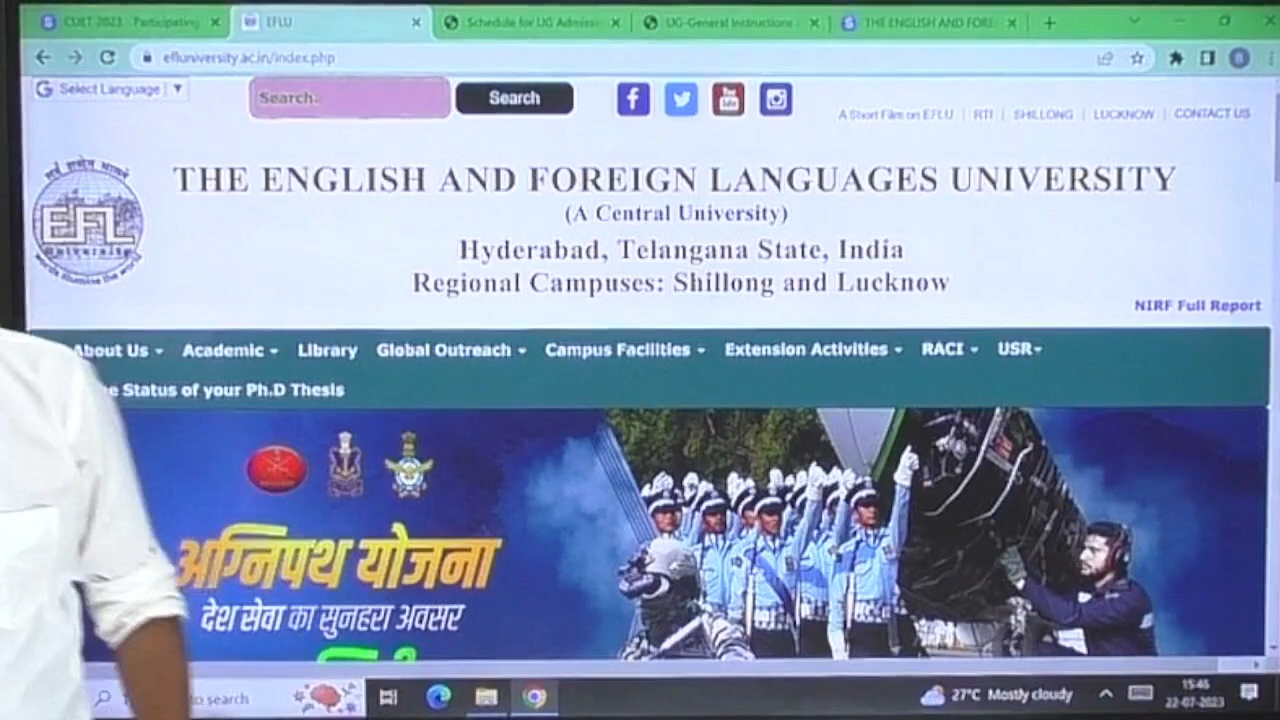 CUET 2023 : Participating
EFLU
Schedule for UG Admiss
UG-General Instructions
THE ENGLISH AND FORE
efluniversity.ac.in/index.php
Select Language
Search.
Search
A Short Film on EFLU | RTI | SHILLONG | LUCKNOW | CONTACT US
THE ENGLISH AND FOREIGN LANGUAGES UNIVERSITY
(A Central University)
Hyderabad, Telangana State, India
Regional Campuses: Shillong and Lucknow
EFL
University
NIRF Full Report
About Us Academic Library Global Outreach Campus Facilities Extension Activities RACI USR
Status of your Ph.D Thesis
अग्निपथ योजना
देश सेवा का सुनहरा अवसर
to search
27°C Mostly cloudy
15:46
22-07-2023